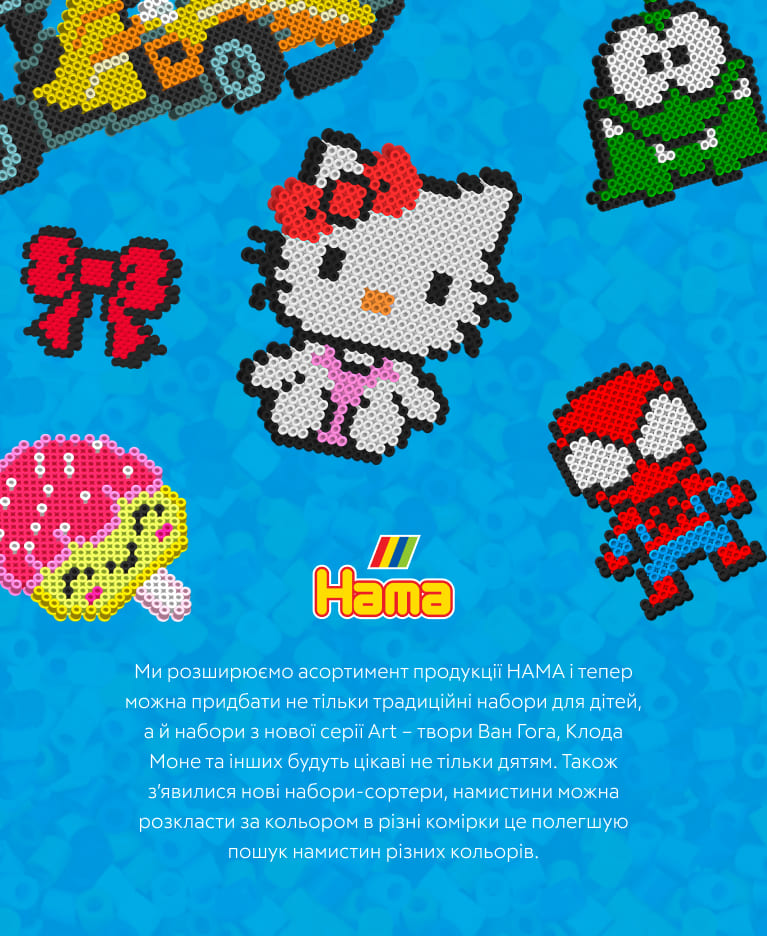 Hama
Ми розширюємо асортимент продукції НАМА і тепер
можна придбати не тільки традиційні набори для дітей,
а й набори з нової серії Art – твори Ван Гога, Клода
Моне та інших будуть цікаві не тільки дятям. Також
з’явилися нові набори-сортери, намистини можна
розкласти за кольором в різні комірки це полегшую
пошук намистин різних кольорів.